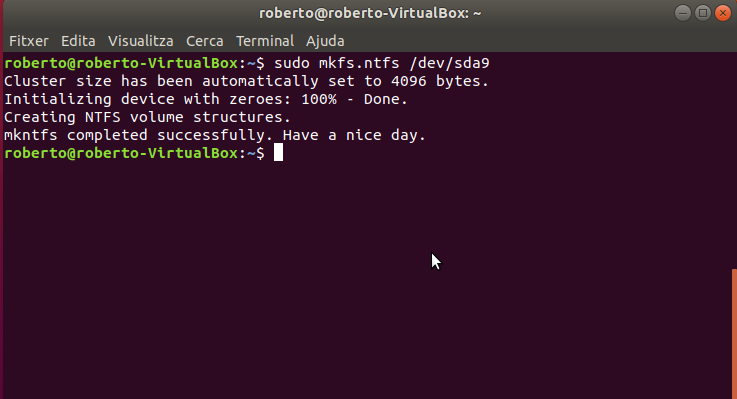 roberto@roberto-VirtualBox: ~
Fitxer Edita Visualitza Cerca Terminal Ajuda
roberto@roberto-VirtualBox:~$ sudo mkfs.ntfs /dev/sda9
Cluster size has been automatically set to 4096 bytes.
Initializing device with zeroes: 100% - Done.
Creating NTFS volume structures.
mkntfs completed successfully. Have a nice day.
roberto@roberto-VirtualBox:~$